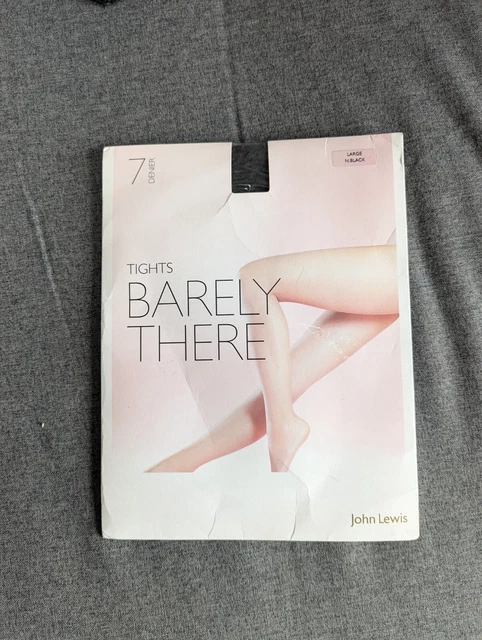 7
DENIER
LARGE
N.BLACK
TIGHTS
BARELY
THERE
John Lewis